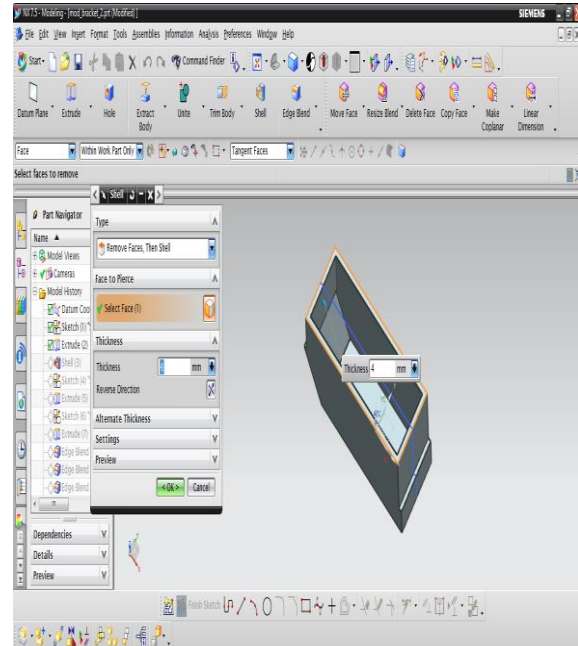 NX 7.5 - Modeling - [mod_bracket_2.prt (Modified)]
SIEMENS
File Edit View Insert Format Tools Assemblies Information Analysis Preferences Window Help
Start Command Finder
Datum Plane Extrude Hole Extract Body Unite Trim Body Shell Edge Blend Move Face Resize Blend Delete Face Copy Face Make Coplanar Linear Dimension
Face Within Work Part Only Tangent Faces
Select faces to remove
Shell
Part Navigator
Name
Model Views
Cameras
Model History
Datum Coo
Sketch (1)
Extrude (2)
Shell (3)
Sketch (4)
Extrude (5)
Sketch (6)
Extrude (7)
Edge Blend
Edge Blend
Edge Blend
Dependencies
Details
Preview
Type
Remove Faces, Then Shell
Face to Pierce
Select Face (1)
Thickness
Thickness mm
Reverse Direction
Alternate Thickness
Settings
Preview
<OK> Cancel
Thickness 4 mm
Finish Sketch